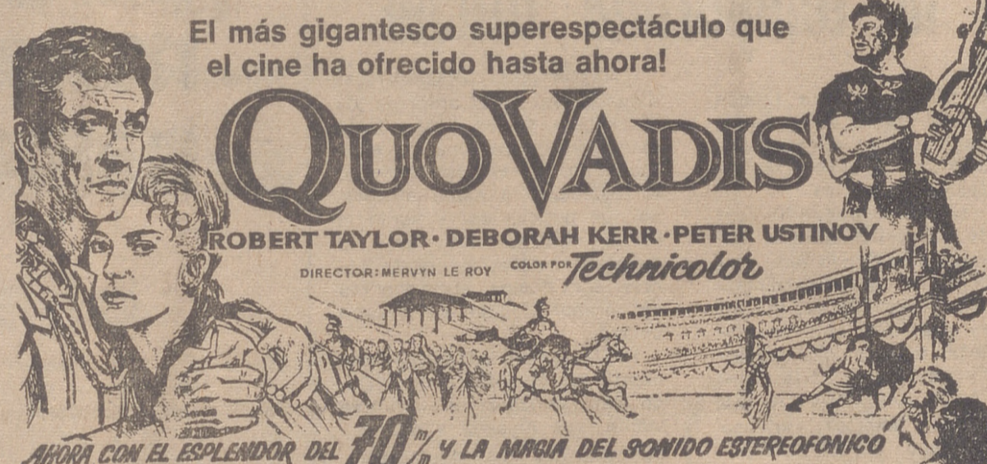 El más gigantesco superespectáculo que
el cine ha ofrecido hasta ahora!
QUO VADIS
ROBERT TAYLOR · DEBORAH KERR · PETER USTINOV
DIRECTOR: MERVYN LE ROY COLOR POR Technicolor
AHORA CON EL ESPLENDOR DEL 70 m/m Y LA MAGIA DEL SONIDO ESTEREOFONICO